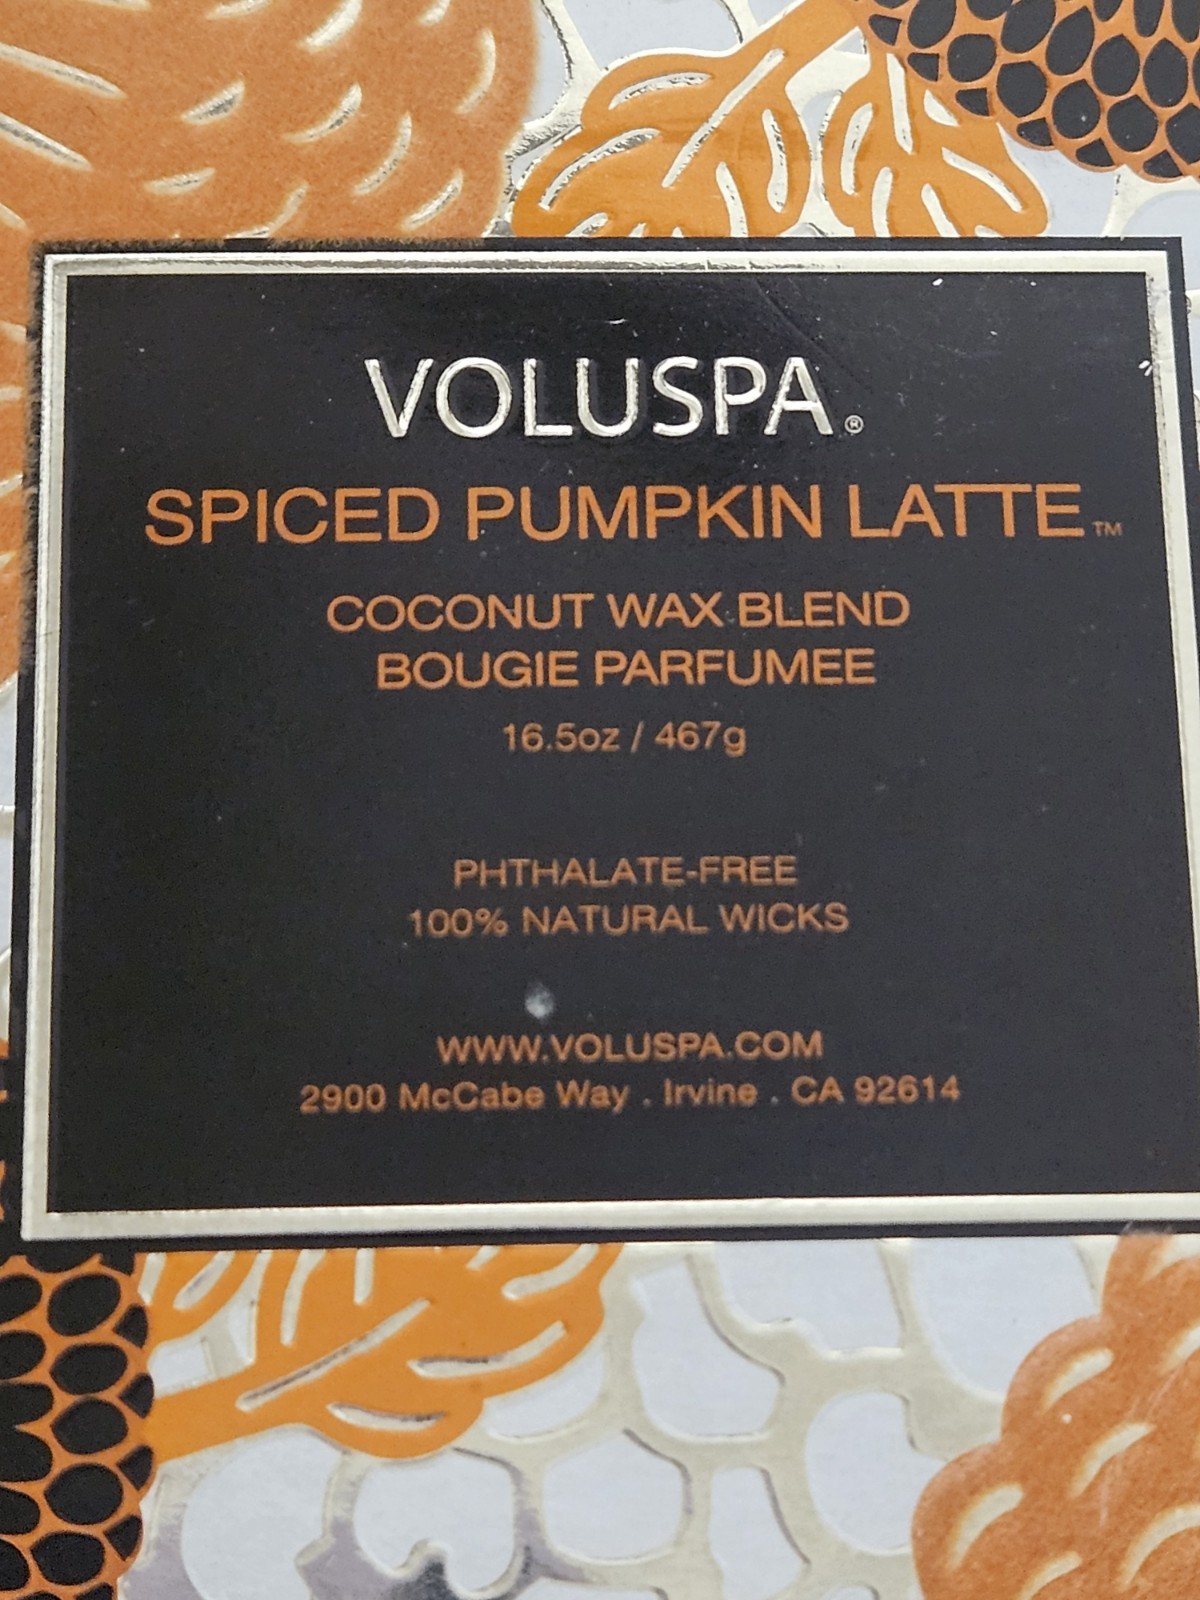 VOLUSPA®
SPICED PUMPKIN LATTE™
COCONUT WAX BLEND
BOUGIE PARFUMEE
16.5oz / 467g
PHTHALATE-FREE
100% NATURAL WICKS
WWW.VOLUSPA.COM
2900 McCabe Way . Irvine . CA 92614